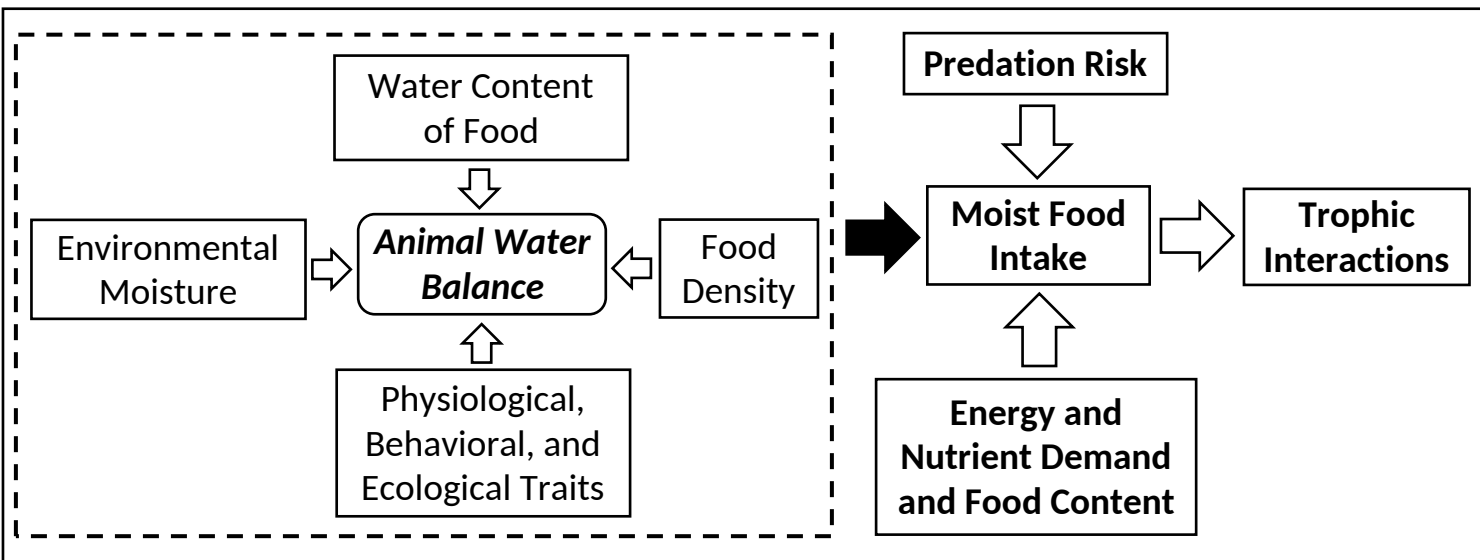 Water Content
of Food
Environmental
Moisture
Animal Water
Balance
Food
Density
Physiological,
Behavioral, and
Ecological Traits
Predation Risk
Moist Food
Intake
Trophic
Interactions
Energy and
Nutrient Demand
and Food Content